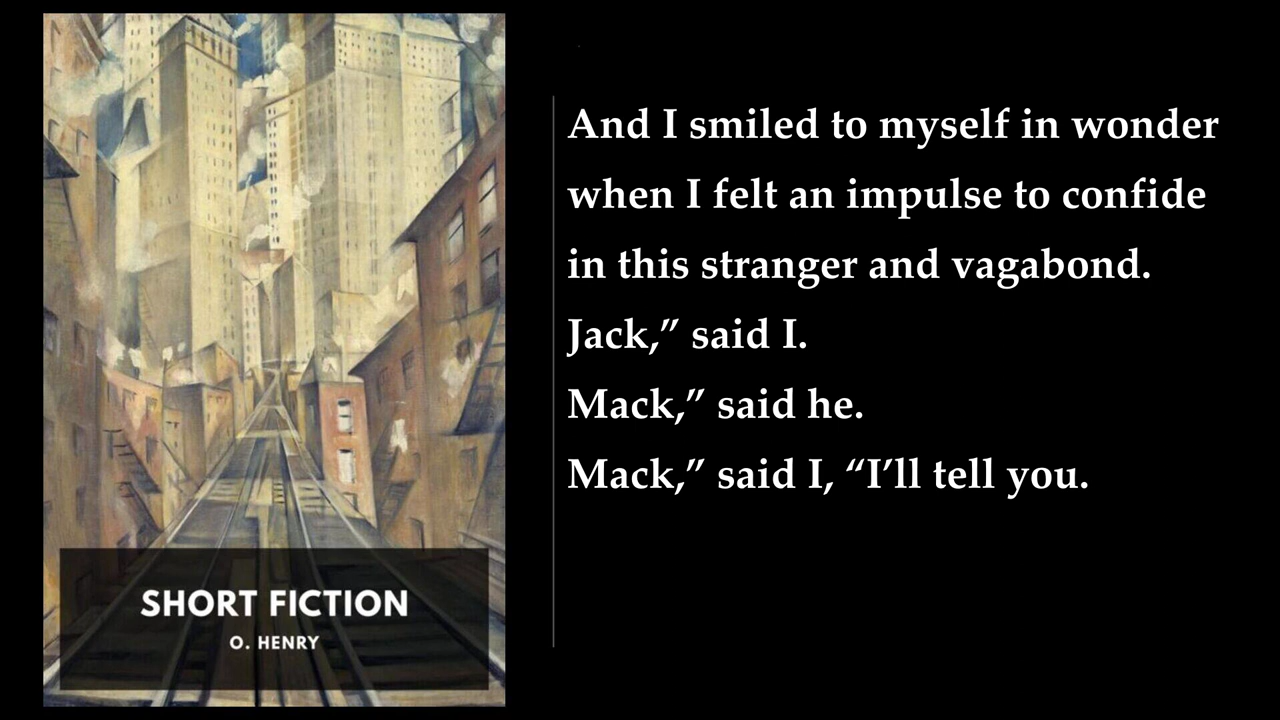 And I smiled to myself in wonder
when I felt an impulse to confide
in this stranger and vagabond.
Jack,” said I.
Mack,” said he.
Mack,” said I, “I’ll tell you.
SHORT FICTION
O. HENRY